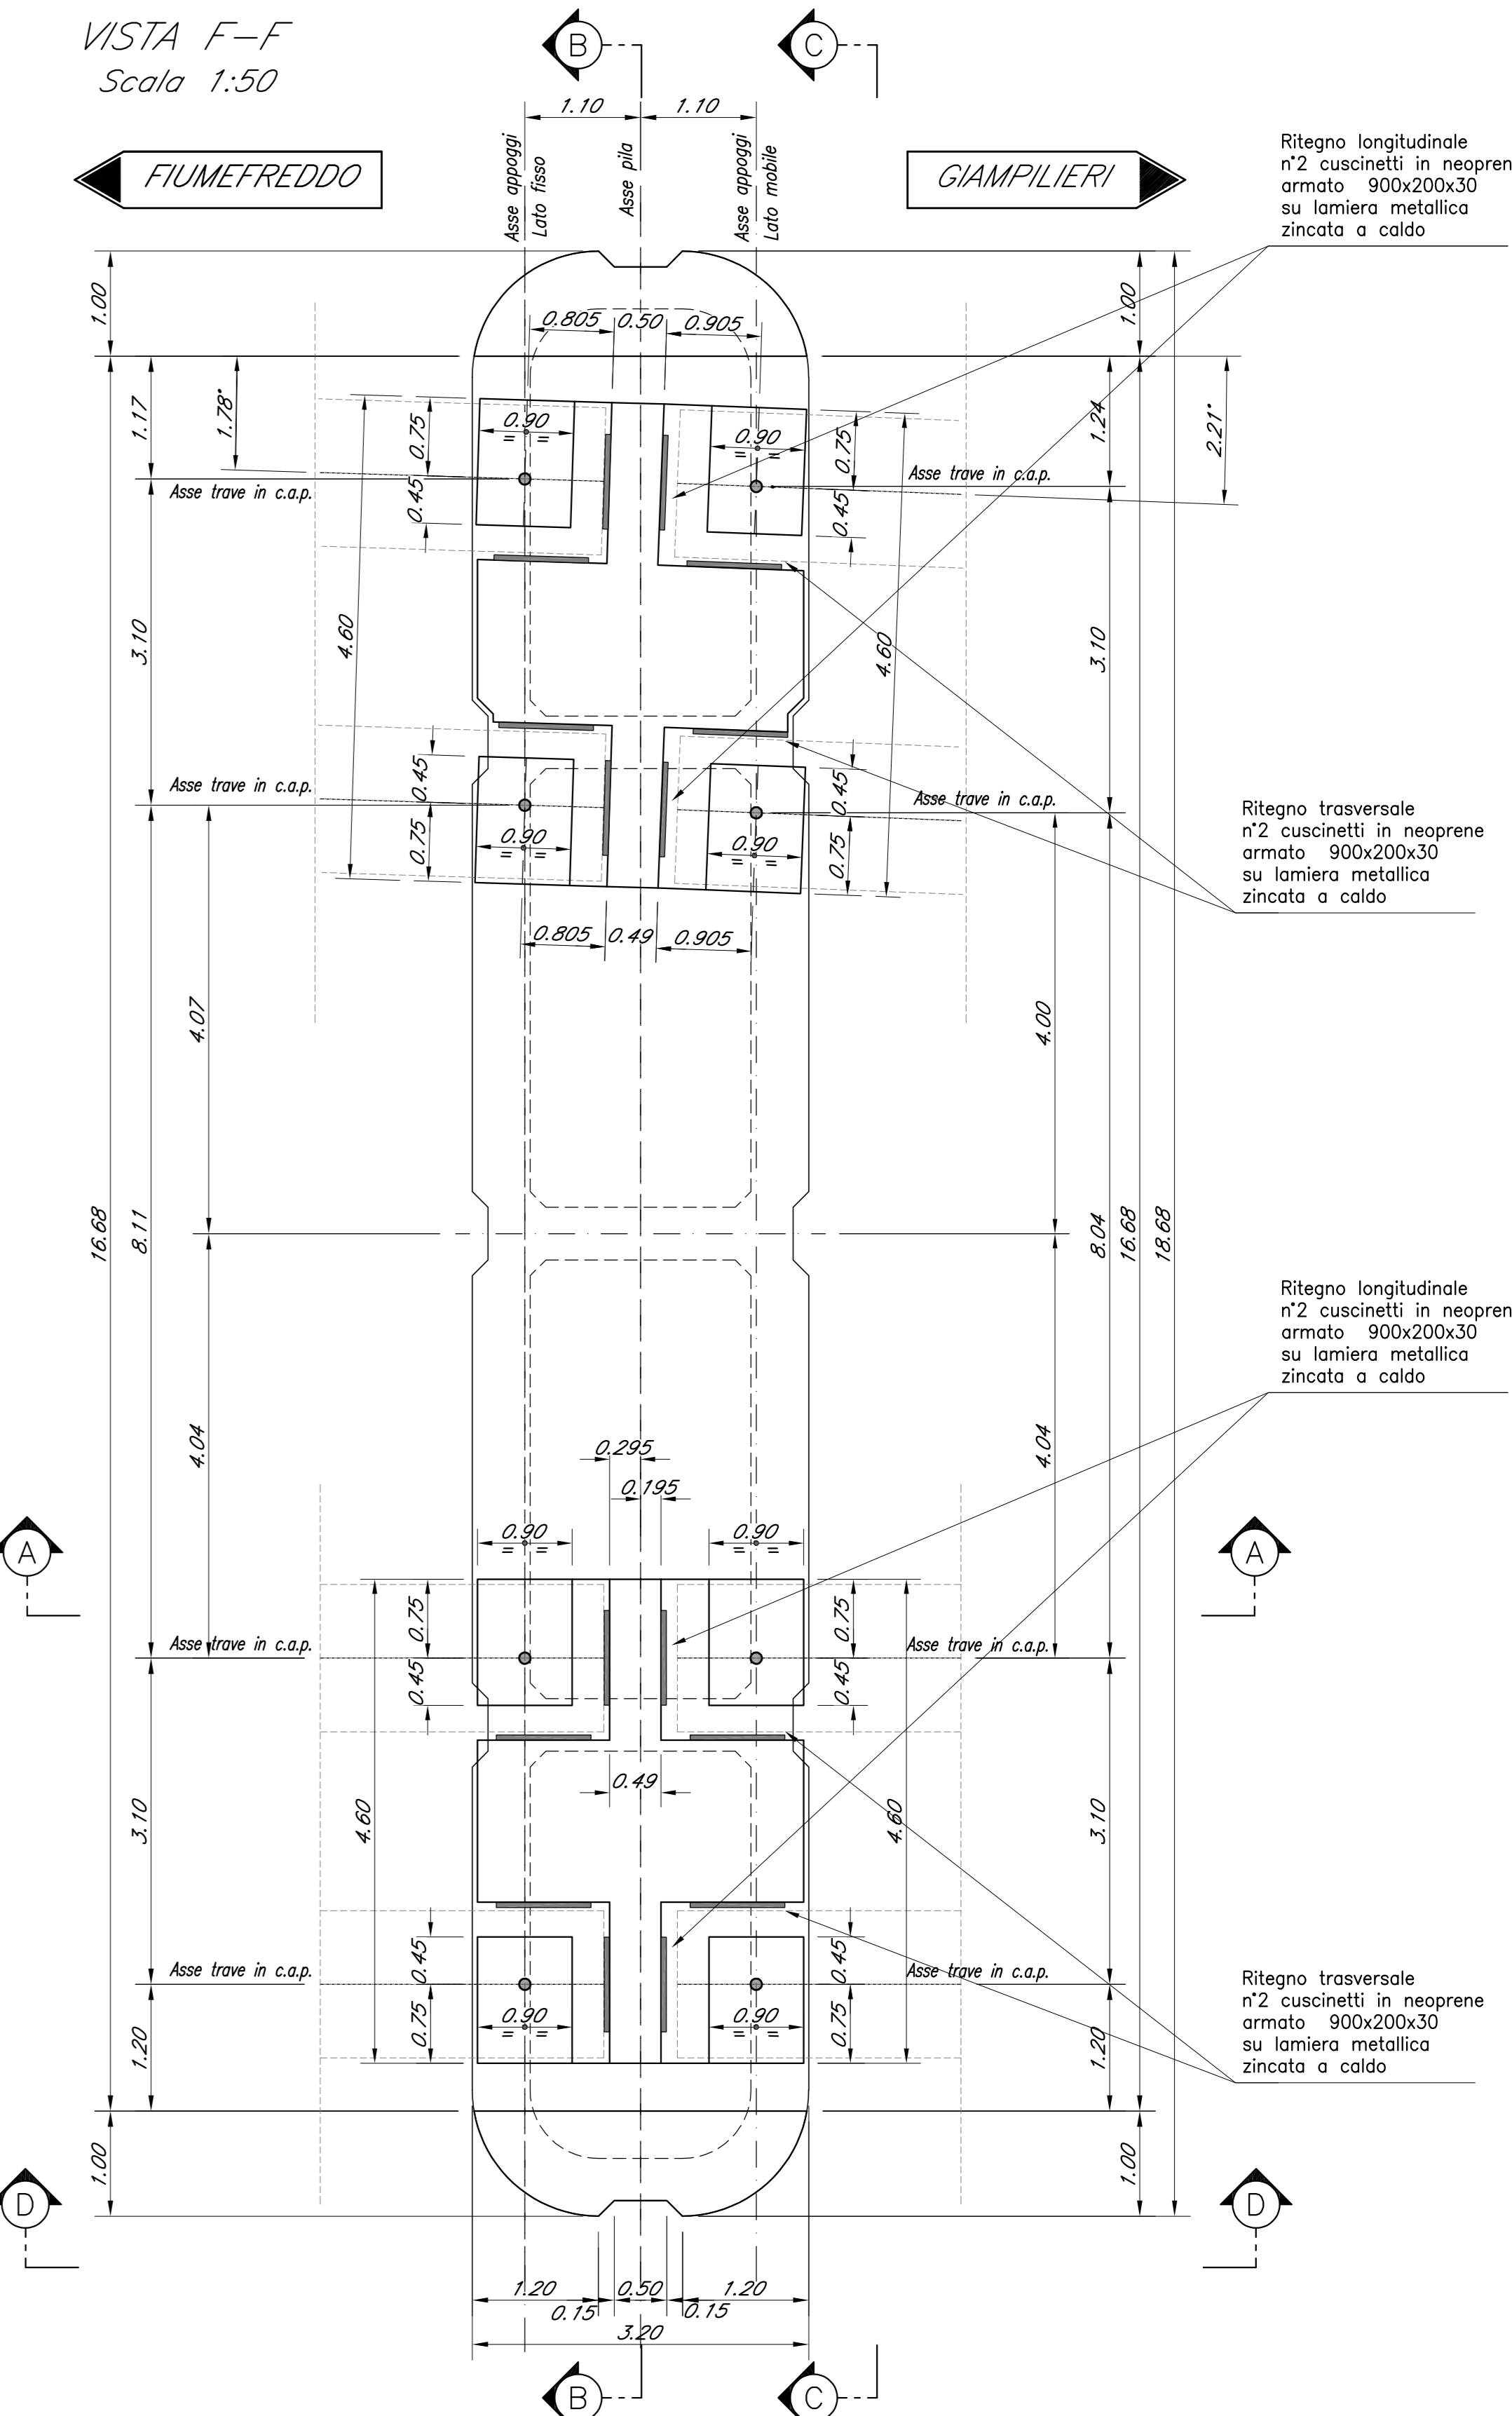 VISTA F-F
Scala 1:50
B
C
1.10
1.10
FIUMEFREDDO
GIAMPILIERI
Asse appoggi
Lato fisso
Asse pila
Asse appoggi
Lato mobile
Ritegno longitudinale
n°2 cuscinetti in neopren
armato 900x200x30
su lamiera metallica
zincata a caldo
1.00
1.00
0.805
0.50
0.905
1.17
1.78°
0.75
0.90
= =
0.90
= =
0.75
1.24
2.21°
Asse trave in c.a.p.
0.45
Asse trave in c.a.p.
0.45
3.10
4.60
4.60
3.10
Asse trave in c.a.p.
0.45
0.45
Asse trave in c.a.p.
0.75
0.90
= =
0.90
= =
0.75
Ritegno trasversale
n°2 cuscinetti in neoprene
armato 900x200x30
su lamiera metallica
zincata a caldo
0.805
0.49
0.905
4.07
4.00
16.68
8.11
8.04
16.68
18.68
Ritegno longitudinale
n°2 cuscinetti in neopren
armato 900x200x30
su lamiera metallica
zincata a caldo
4.04
0.295
0.195
4.04
A
0.90
= =
0.90
= =
A
0.75
0.75
Asse trave in c.a.p.
Asse trave in c.a.p.
0.45
0.45
0.49
3.10
4.60
4.60
3.10
Asse trave in c.a.p.
0.45
0.45
Asse trave in c.a.p.
0.75
0.90
= =
0.90
= =
0.75
1.20
1.20
Ritegno trasversale
n°2 cuscinetti in neoprene
armato 900x200x30
su lamiera metallica
zincata a caldo
1.00
1.00
D
D
1.20
0.50
1.20
0.15
0.15
3.20
B
C